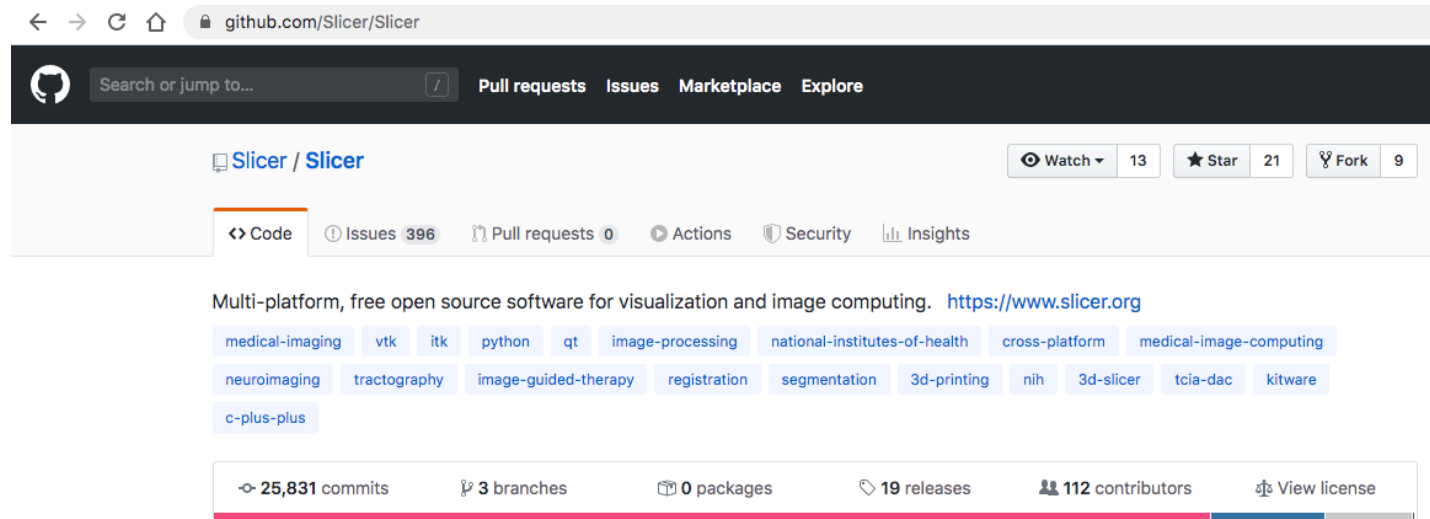 github.com/Slicer/Slicer
Search or jump to... / Pull requests Issues Marketplace Explore
Slicer / Slicer Watch 13 Star 21 Fork 9
Code Issues 396 Pull requests 0 Actions Security Insights
Multi-platform, free open source software for visualization and image computing. https://www.slicer.org
medical-imaging vtk itk python qt image-processing national-institutes-of-health cross-platform medical-image-computing
neuroimaging tractography image-guided-therapy registration segmentation 3d-printing nih 3d-slicer tcia-dac kitware
c-plus-plus
25,831 commits 3 branches 0 packages 19 releases 112 contributors View license